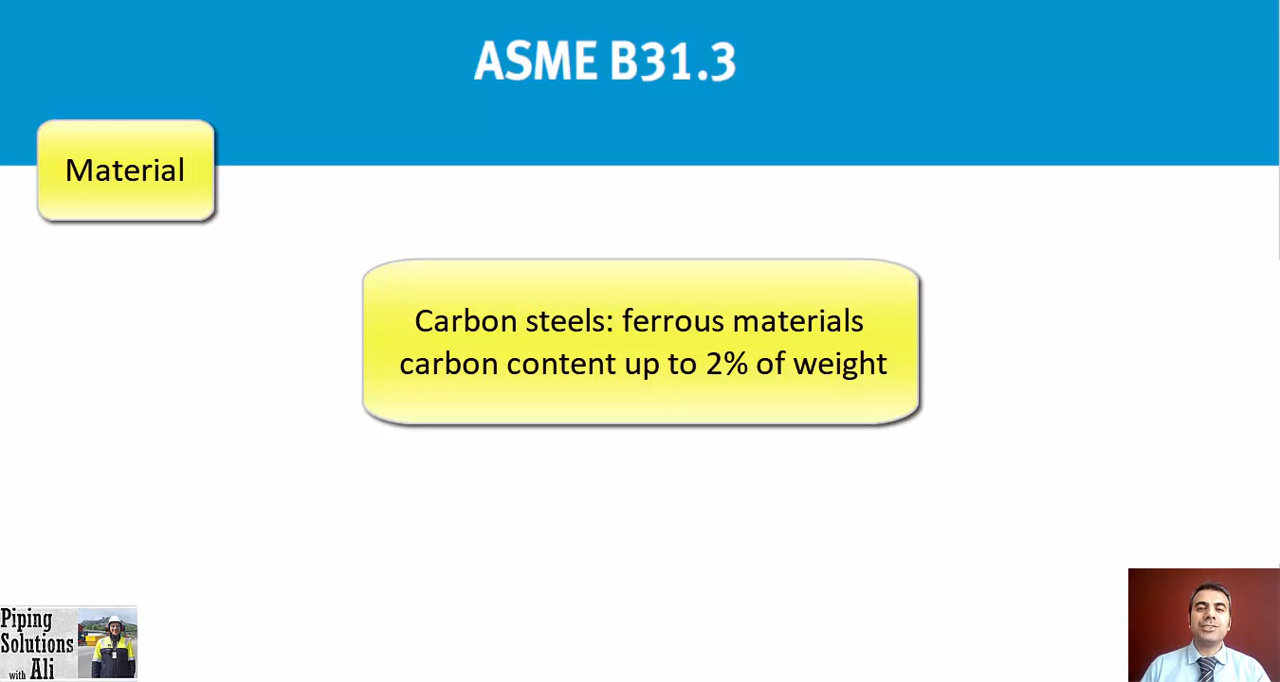 ASME B31.3
Material
Carbon steels: ferrous materials
carbon content up to 2% of weight
Piping
Solutions
with Ali